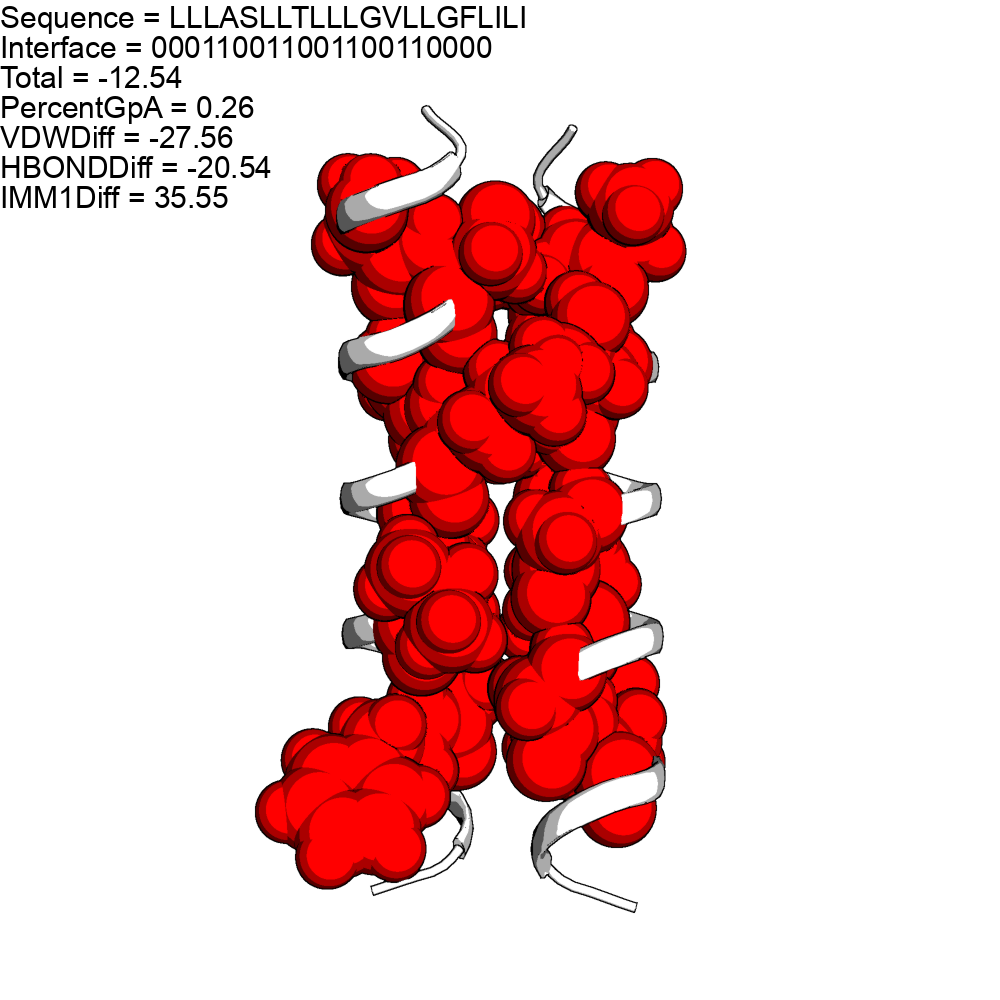 Sequence = LLLASLLTLLLGVLLGFLILI
Interface = 000110011001100110000
Total = -12.54
PercentGpA = 0.26
VDWDiff = -27.56
HBONDDiff = -20.54
IMM1Diff = 35.55